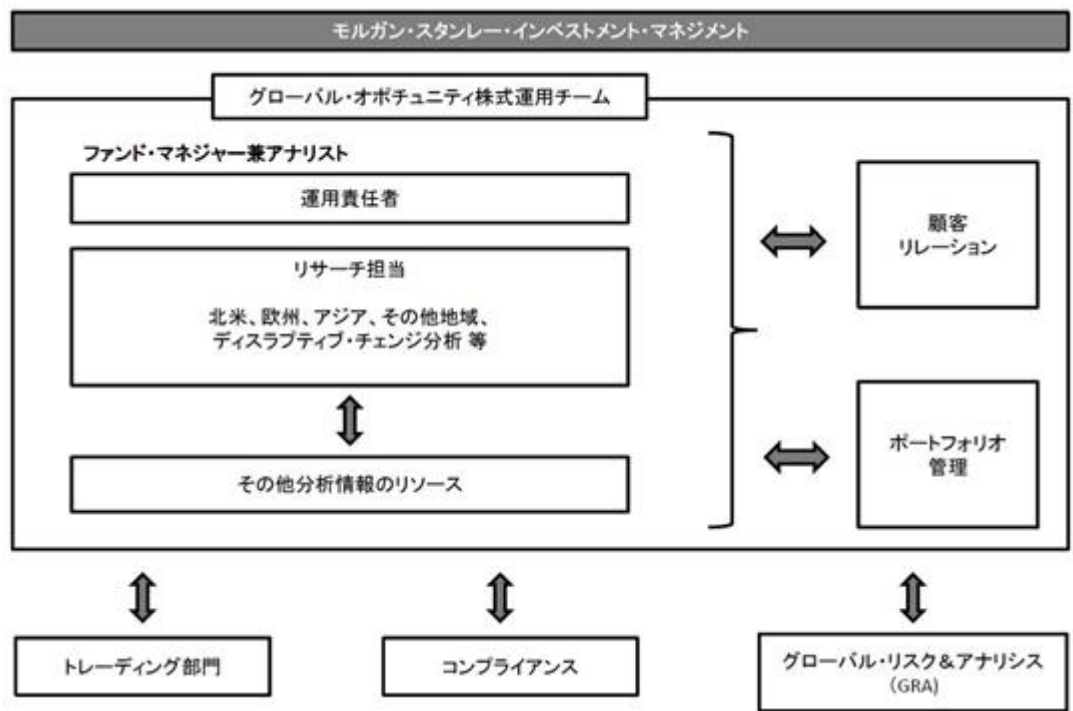 モルガン・スタンレー・インベストメント・マネジメント
グローバル・オポチュニティ株式運用チーム
ファンド・マネジャー兼アナリスト
運用責任者
リサーチ担当
北米、欧州、アジア、その他地域、
ディスラプティブ・チェンジ分析 等
その他分析情報のリソース
顧客
リレーション
ポートフォリオ
管理
トレーディング部門
コンプライアンス
グローバル・リスク&アナリシス
(GRA)